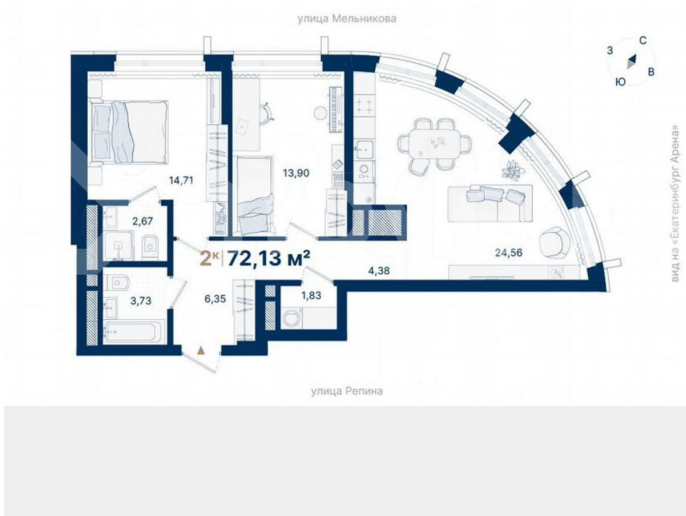 улица Мельникова
С
З
В
Ю
14,71
13,90
2,67
2К 72,13 м²
24,56
4,38
3,73
6,35
1,83
вид на «Екатеринбург Арена»
улица Репина